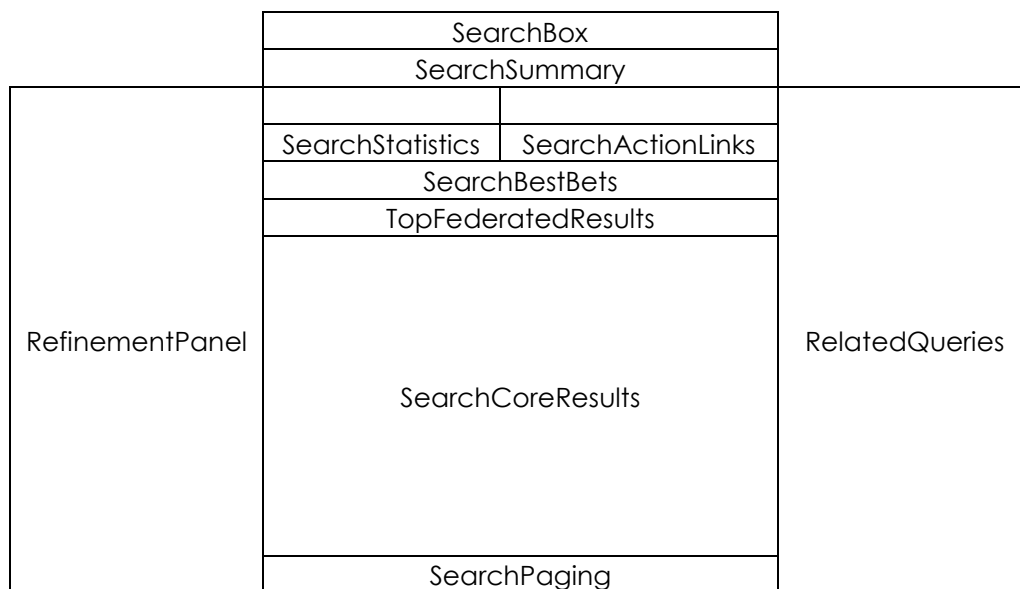 SearchBox
SearchSummary
SearchStatistics SearchActionLinks
SearchBestBets
TopFederatedResults
RefinementPanel
SearchCoreResults
RelatedQueries
SearchPaging